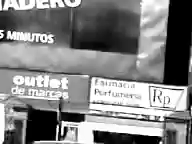 MADERO
5 MINUTOS
outlet
de marcas
Farmacia
Perfumería
Rp